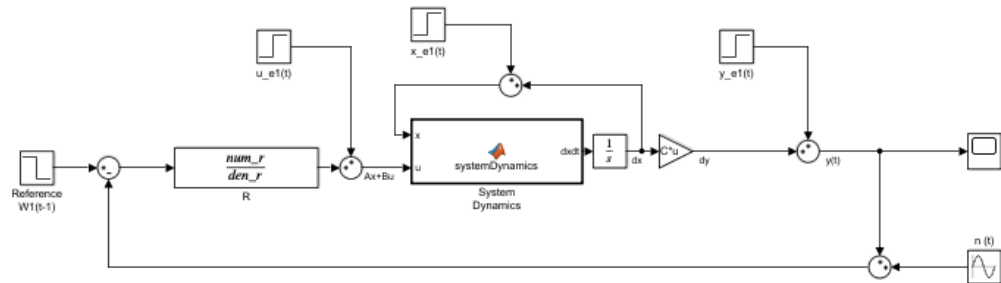 x_e1(t)
u_e1(t)
y_e1(t)
x
u
systemDynamics
dxdt
1
s
dx
C*u
dy
y(t)
num_r
den_r
R
Ax+Bu
System
Dynamics
Reference
W1(t-1)
n (t)